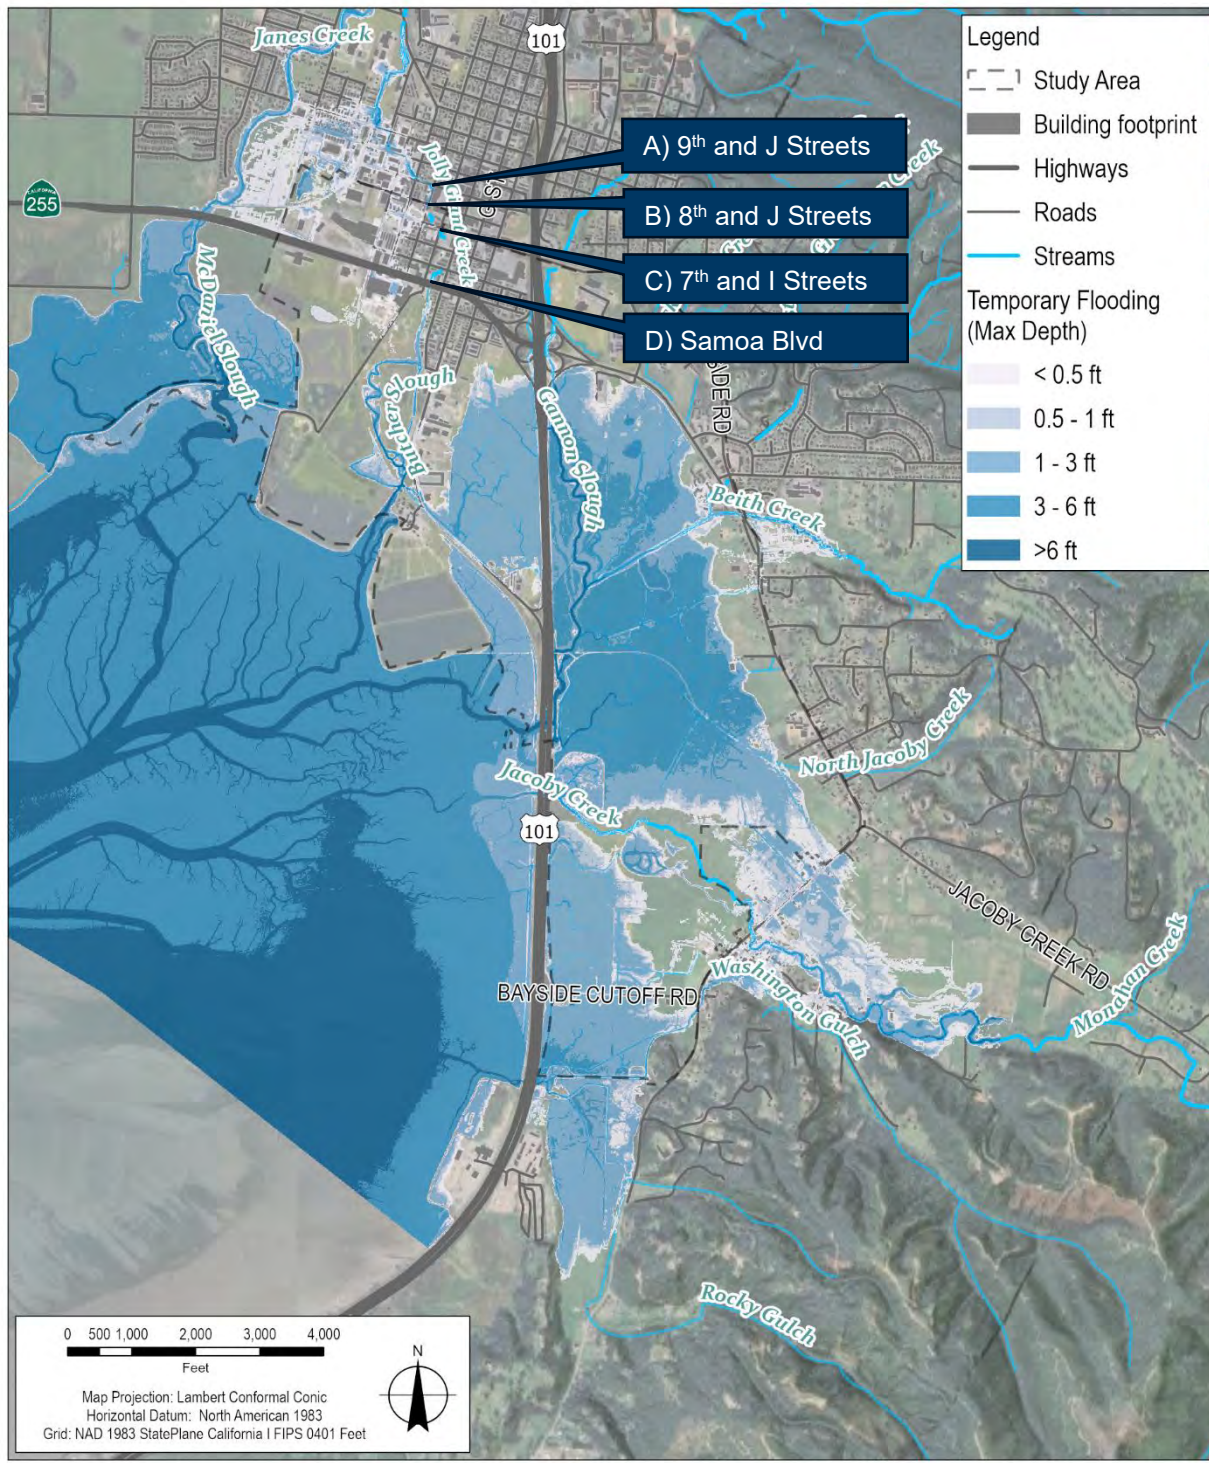 Janes Creek
101
Legend
Study Area
Building footprint
Highways
Roads
Streams
Temporary Flooding
(Max Depth)
< 0.5 ft
0.5 - 1 ft
1 - 3 ft
3 - 6 ft
>6 ft
A) 9th and J Streets
B) 8th and J Streets
C) 7th and I Streets
D) Samoa Blvd
Jolly Giant Creek
G S
CALIFORNIA
255
McDaniel Slough
Butchers Slough
Gannon Slough
Beith Creek
North Jacoby Creek
Jacoby Creek
101
JACOBY CREEK RD
Monahan Creek
Washington Gulch
BAYSIDE CUTOFF RD
Rocky Gulch
0 500 1,000 2,000 3,000 4,000
Feet
N
Map Projection: Lambert Conformal Conic
Horizontal Datum: North American 1983
Grid: NAD 1983 StatePlane California I FIPS 0401 Feet